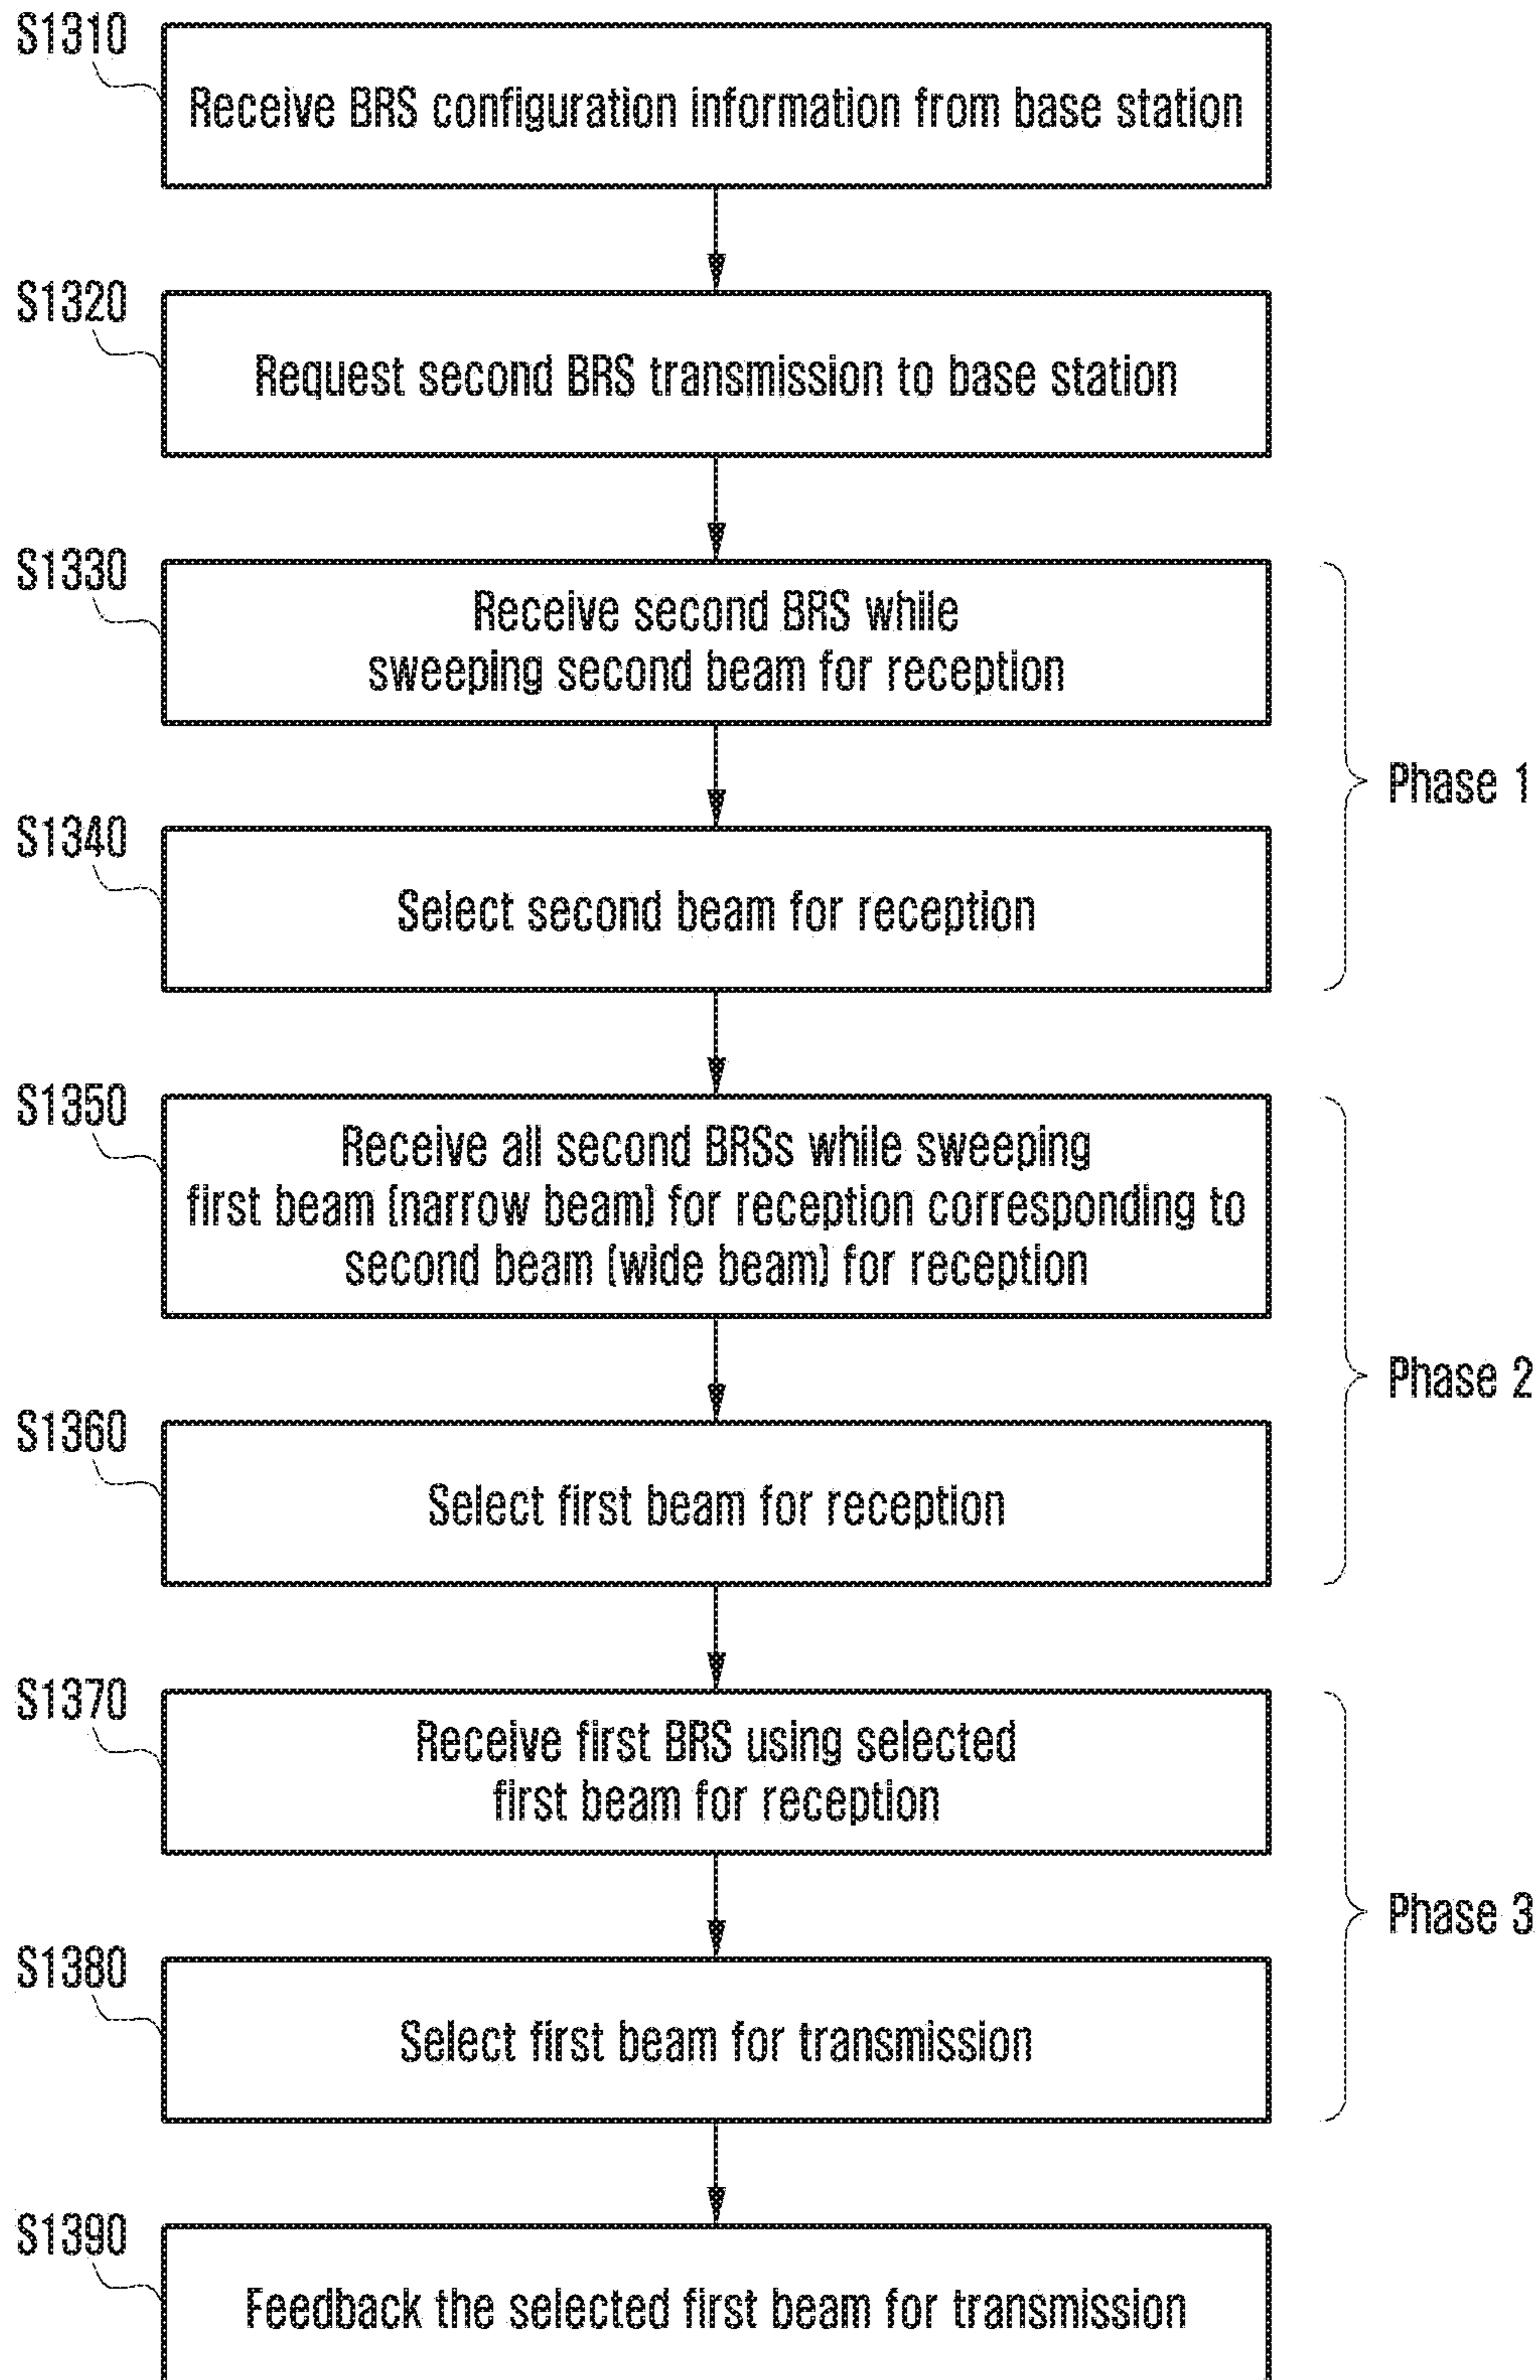 S1310
Receive BRS configuration information from base station
S1320
Request second BRS transmission to base station
S1330
Receive second BRS while
sweeping second beam for reception
Phase 1
S1340
Select second beam for reception
S1350
Receive all second BRSs while sweeping
first beam (narrow beam) for reception corresponding to
second beam (wide beam) for reception
Phase 2
S1360
Select first beam for reception
S1370
Receive first BRS using selected
first beam for reception
Phase 3
S1380
Select first beam for transmission
S1390
Feedback the selected first beam for transmission